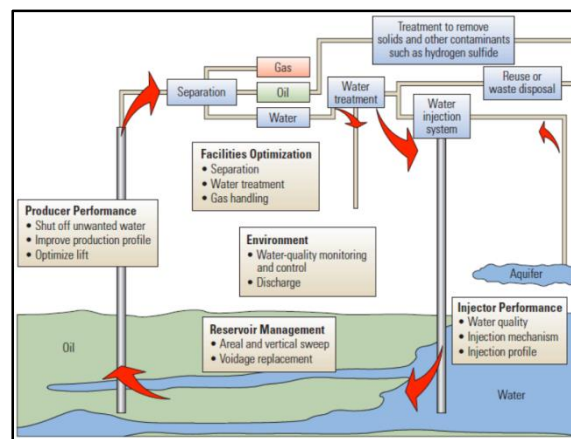 Treatment to remove
solids and other contaminants
such as hydrogen sulfide
Gas
Separation
Oil
Water
Water
treatment
Reuse or
waste disposal
Water
injection
system
Facilities Optimization
• Separation
• Water treatment
• Gas handling
Producer Performance
• Shut off unwanted water
• Improve production profile
• Optimize lift
Environment
• Water-quality monitoring
and control
• Discharge
Aquifer
Reservoir Management
• Areal and vertical sweep
• Voidage replacement
Injector Performance
• Water quality
• Injection mechanism
• Injection profile
Oil
Water